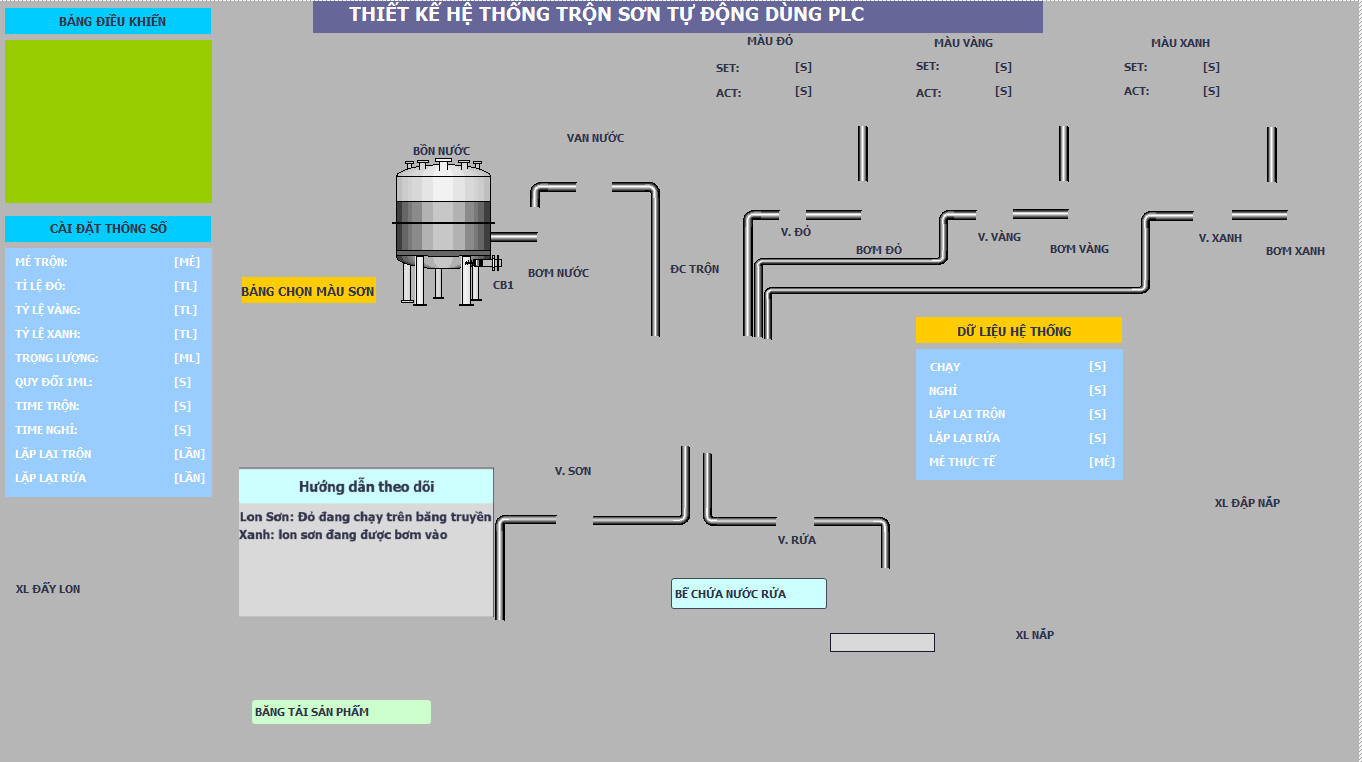 THIẾT KẾ HỆ THỐNG TRỘN SƠN TỰ ĐỘNG DÙNG PLC
BẢNG ĐIỀU KHIỂN
MÀU ĐỎ
SET: [S]
ACT: [S]
MÀU VÀNG
SET: [S]
ACT: [S]
MÀU XANH
SET: [S]
ACT: [S]
VAN NƯỚC
BỒN NƯỚC
CÀI ĐẶT THÔNG SỐ
MẺ TRỘN: [MẺ]
TỈ LỆ ĐỎ: [TL]
TỶ LỆ VÀNG: [TL]
TỶ LỆ XANH: [TL]
TRỌNG LƯỢNG: [ML]
QUY ĐỔI 1ML: [S]
TIME TRỘN: [S]
TIME NGHỈ: [S]
LẶP LẠI TRỘN [LẦN]
LẶP LẠI RỬA [LẦN]
V. ĐỎ
BƠM ĐỎ
V. VÀNG
BƠM VÀNG
V. XANH
BƠM XANH
BƠM NƯỚC
ĐC TRỘN
CB1
BẢNG CHỌN MÀU SƠN
DỮ LIỆU HỆ THỐNG
CHẠY [S]
NGHỈ [S]
LẶP LẠI TRỘN [S]
LẶP LẠI RỬA [S]
MẺ THỰC TẾ [MẺ]
V. SƠN
Hướng dẫn theo dõi
Lon Sơn: Đỏ đang chạy trên băng truyền
Xanh: lon sơn đang được bơm vào
XL ĐẬP NẮP
V. RỬA
XL ĐẨY LON
BỂ CHỨA NƯỚC RỬA
XL NẮP
BĂNG TẢI SẢN PHẨM